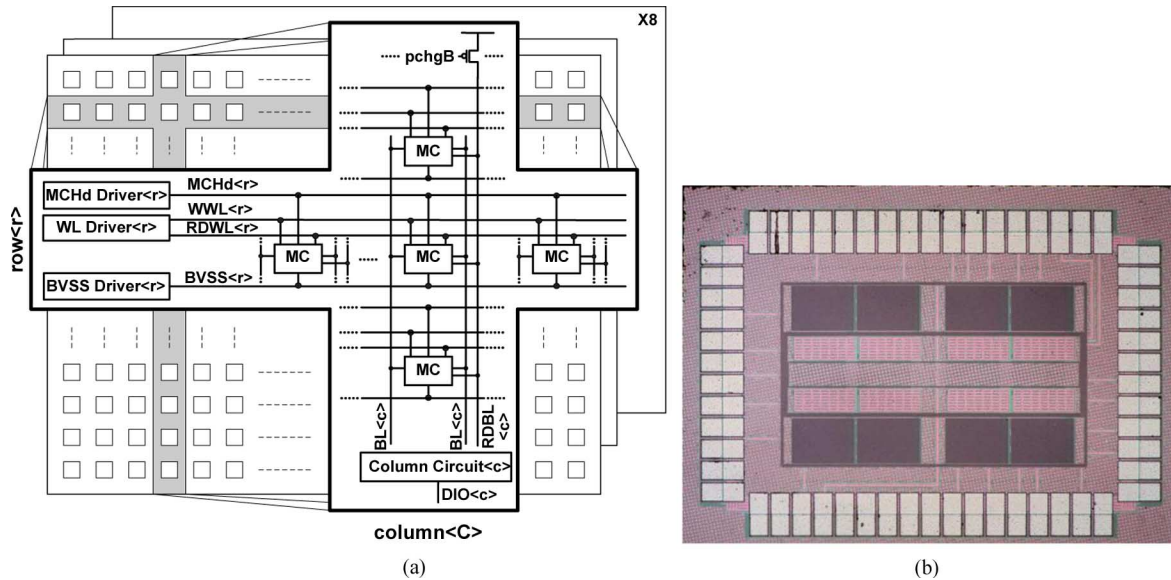 X8
pchgB
MC
MCHd Driver<r>
MCHd<r>
WWL<r>
WL Driver<r>
RDWL<r>
row<r>
MC
MC
MC
BVSS Driver<r>
BVSS<r>
MC
BL<c>
BL<c>
RDBL
<c>
Column Circuit<c>
DIO<c>
column<C>
(a)
(b)